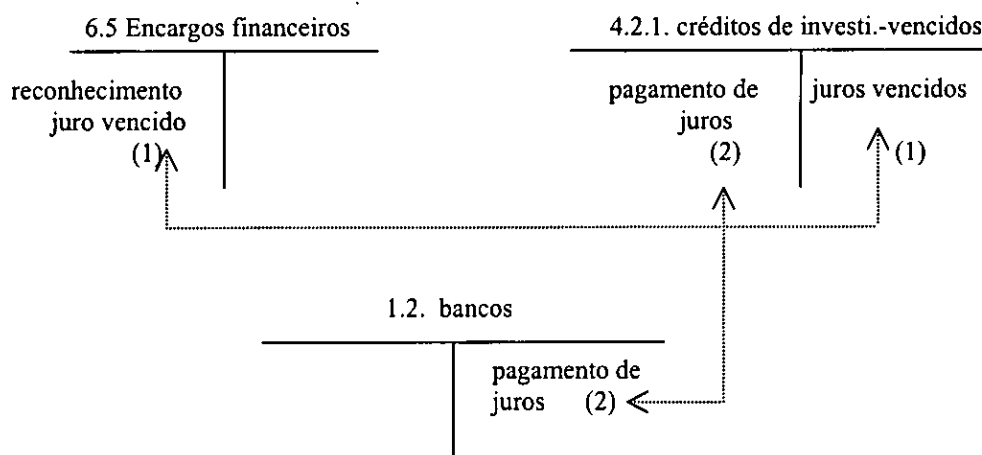 6.5 Encargos financeiros
4.2.1. créditos de investi.-vencidos
reconhecimento
juro vencido
(1)
pagamento de
juros
(2)
juros vencidos
(1)
1.2. bancos
pagamento de
juros (2)